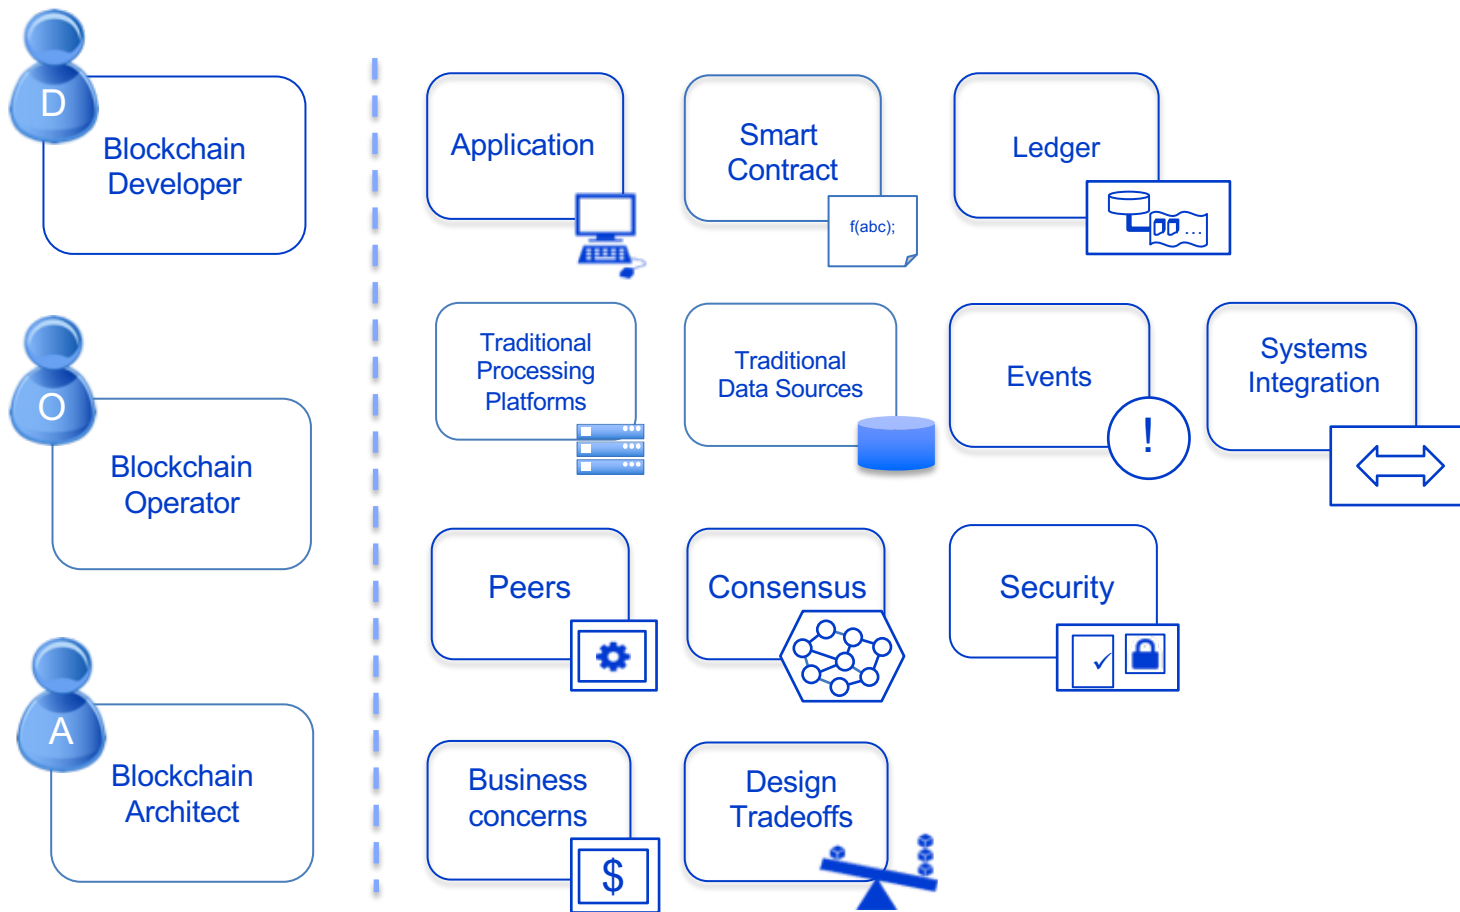 D
Blockchain
Developer
Application
Smart
Contract
f(abc);
Ledger
...
O
Blockchain
Operator
Traditional
Processing
Platforms
Traditional
Data Sources
Events
!
Systems
Integration
Peers
Consensus
Security
✓
A
Blockchain
Architect
Business
concerns
$
Design
Tradeoffs